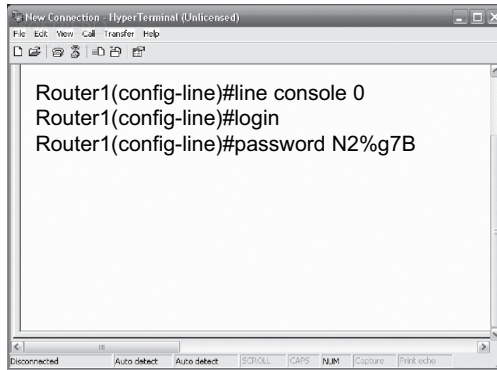 New Connection - HyperTerminal (Unlicensed)
File Edit View Call Transfer Help
Router1(config-line)#line console 0
Router1(config-line)#login
Router1(config-line)#password N2%g7B
Disconnected Auto detect Auto detect SCROLL CAPS NUM Capture Print echo